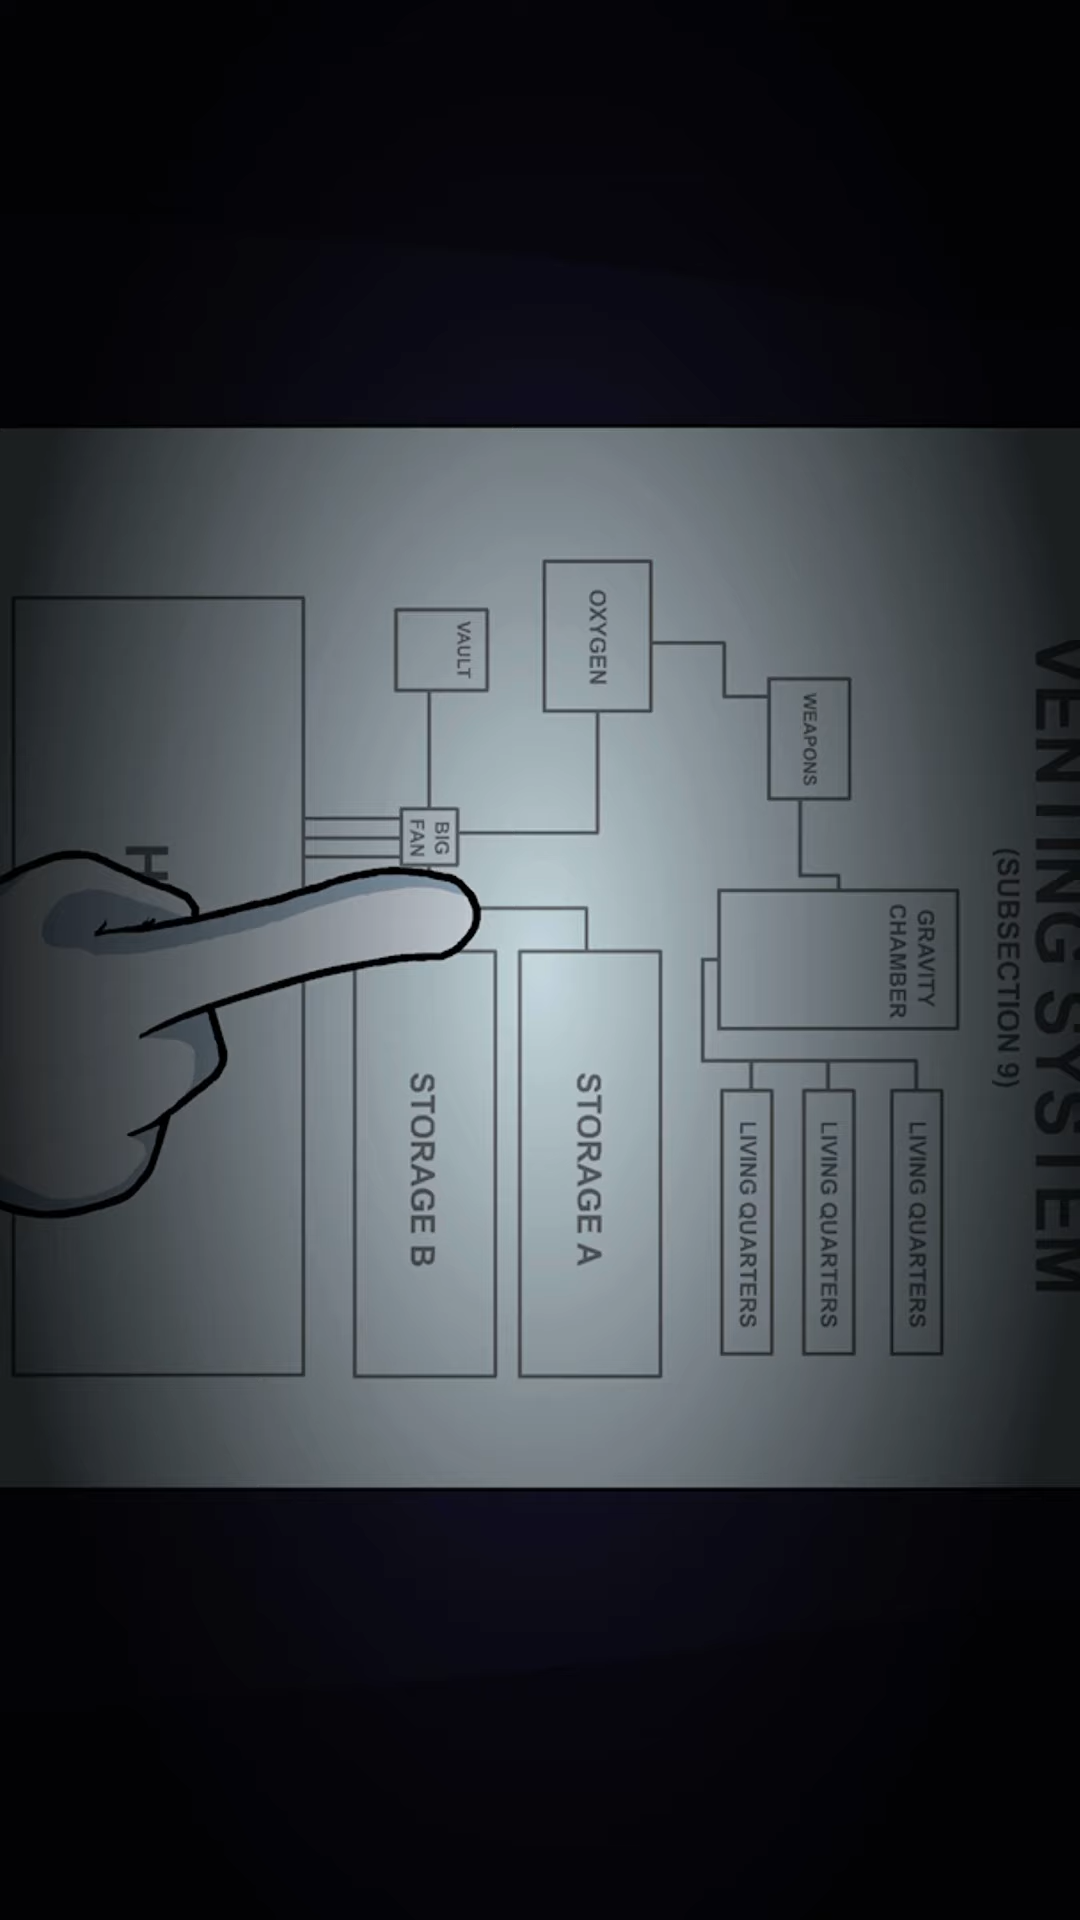 VENTING SYSTEM
(SUBSECTION 9)
LIVING QUARTERS
LIVING QUARTERS
LIVING QUARTERS
GRAVITY
CHAMBER
WEAPONS
OXYGEN
STORAGE A
VAULT
BIG
FAN
STORAGE B
H